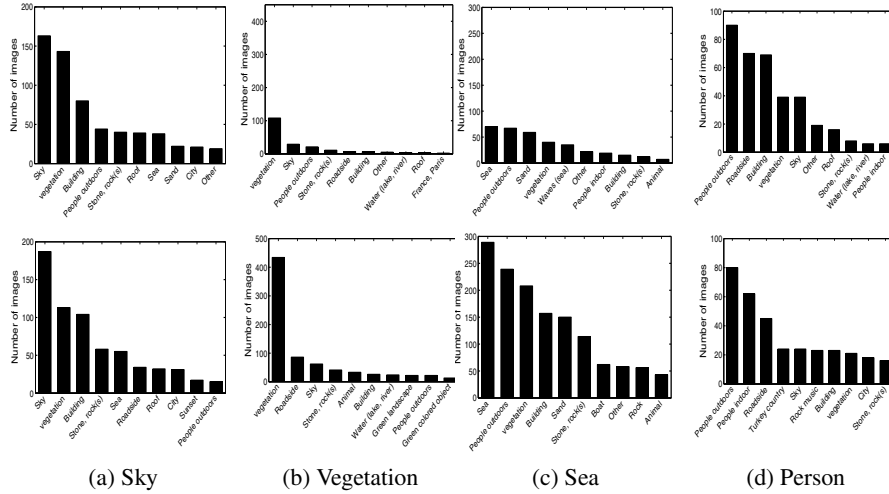 Number of images
200
150
100
50
0
Sky
vegetation
Building
People outdoors
Stone, rock(s)
Roof
Sea
Sand
City
Other
Number of images
400
300
200
100
0
vegetation
Sky
People outdoors
Stone, rock(s)
Roadside
Building
Other
Water (lake, river)
Roof
France, Paris
Number of images
300
250
200
150
100
50
0
Sea
People outdoors
Sand
vegetation
Waves (sea)
Other
People indoor
Building
Stone, rock(s)
Animal
Number of images
100
80
60
40
20
0
People outdoors
Roadside
Building
vegetation
Sky
Other
Roof
Stone, rock(s)
Water (lake, river)
People indoor
Number of images
200
150
100
50
0
Sky
vegetation
Building
Stone, rock(s)
Sea
Roadside
Roof
City
Sunset
People outdoors
Number of images
500
400
300
200
100
0
vegetation
Roadside
Sky
Stone, rock(s)
Animal
Building
Water (lake, river)
Green landscape
People outdoors
Green colored object
Number of images
300
250
200
150
100
50
0
Sea
People outdoors
vegetation
Building
Sand
Stone, rock(s)
Boat
Other
Rock
Animal
Number of images
100
80
60
40
20
0
People outdoors
People indoor
Roadside
Turkey country
Sky
Rock music
Building
vegetation
City
Stone, rock(s)
(a) Sky
(b) Vegetation
(c) Sea
(d) Person